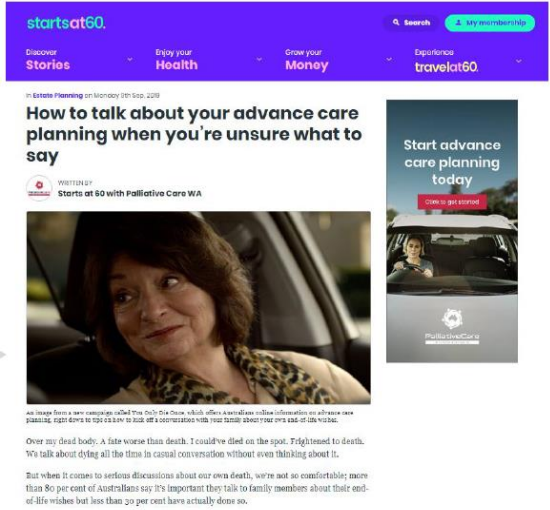 startsat60.
Search
My membership
Discover
Stories
Enjoy your
Health
Grow your
Money
Experience
travelat60.
in Estate Planning on Monday 9th Sep, 2019
How to talk about your advance care
planning when you're unsure what to
say
WRITTEN BY
Starts at 60 with Palliative Care WA
Start advance
care planning
today
Click to get started
PalliativeCare
An image from a new campaign called You Only Die Once, which offers Australians online information on advance care
planning, right down to tips on how to kick off a conversation with your family about your own end-of-life wishes.
Over my dead body. A fate worse than death. I could've died on the spot. Frightened to death.
We talk about dying all the time in casual conversation without even thinking about it.
But when it comes to serious discussions about our own death, we're not so comfortable; more
than 80 per cent of Australians say it's important they talk to family members about their end-
of-life wishes but less than 30 per cent have actually done so.